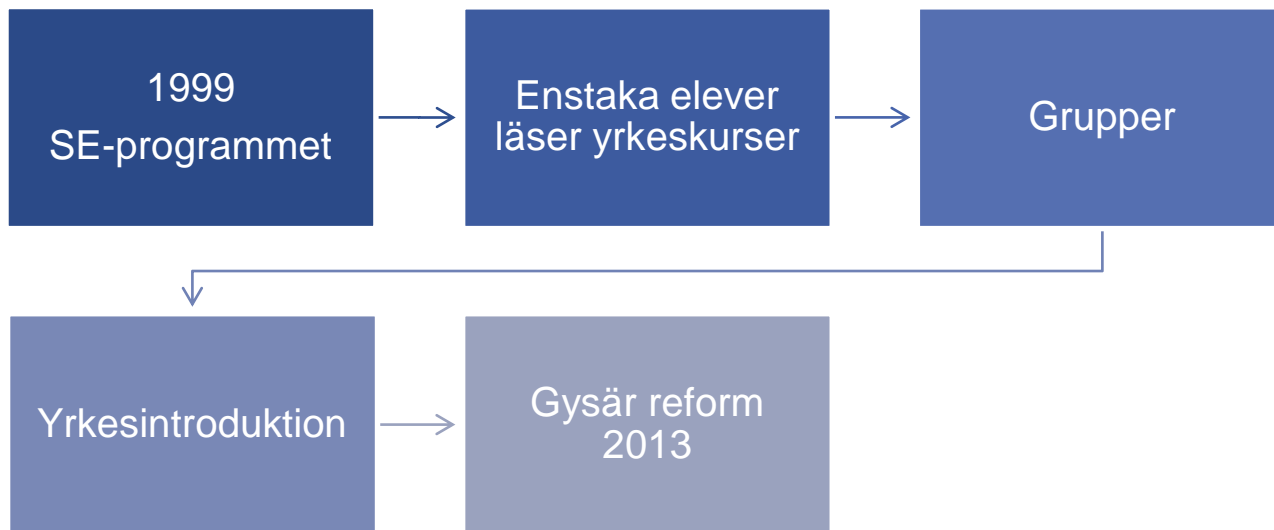 1999
SE-programmet
Enstaka elever
läser yrkeskurser
Grupper
Yrkesintroduktion
Gysär reform
2013